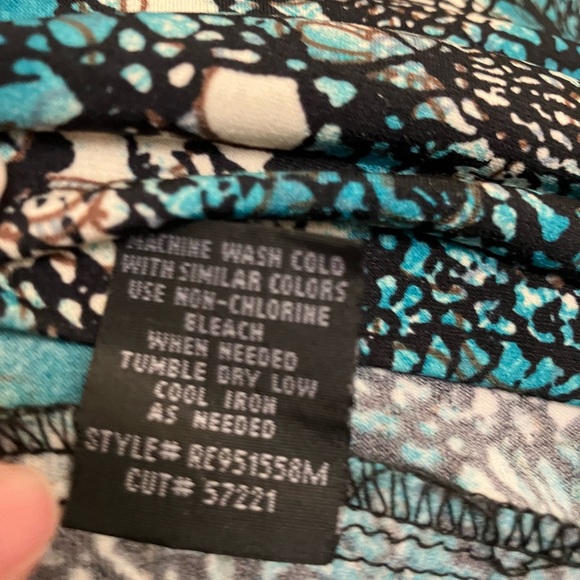 MACHINE WASH COLD
WITH SIMILAR COLORS
USE NON-CHLORINE
BLEACH
WHEN NEEDED
TUMBLE DRY LOW
COOL IRON
AS NEEDED
STYLE# RE951558M
CUT# 57221